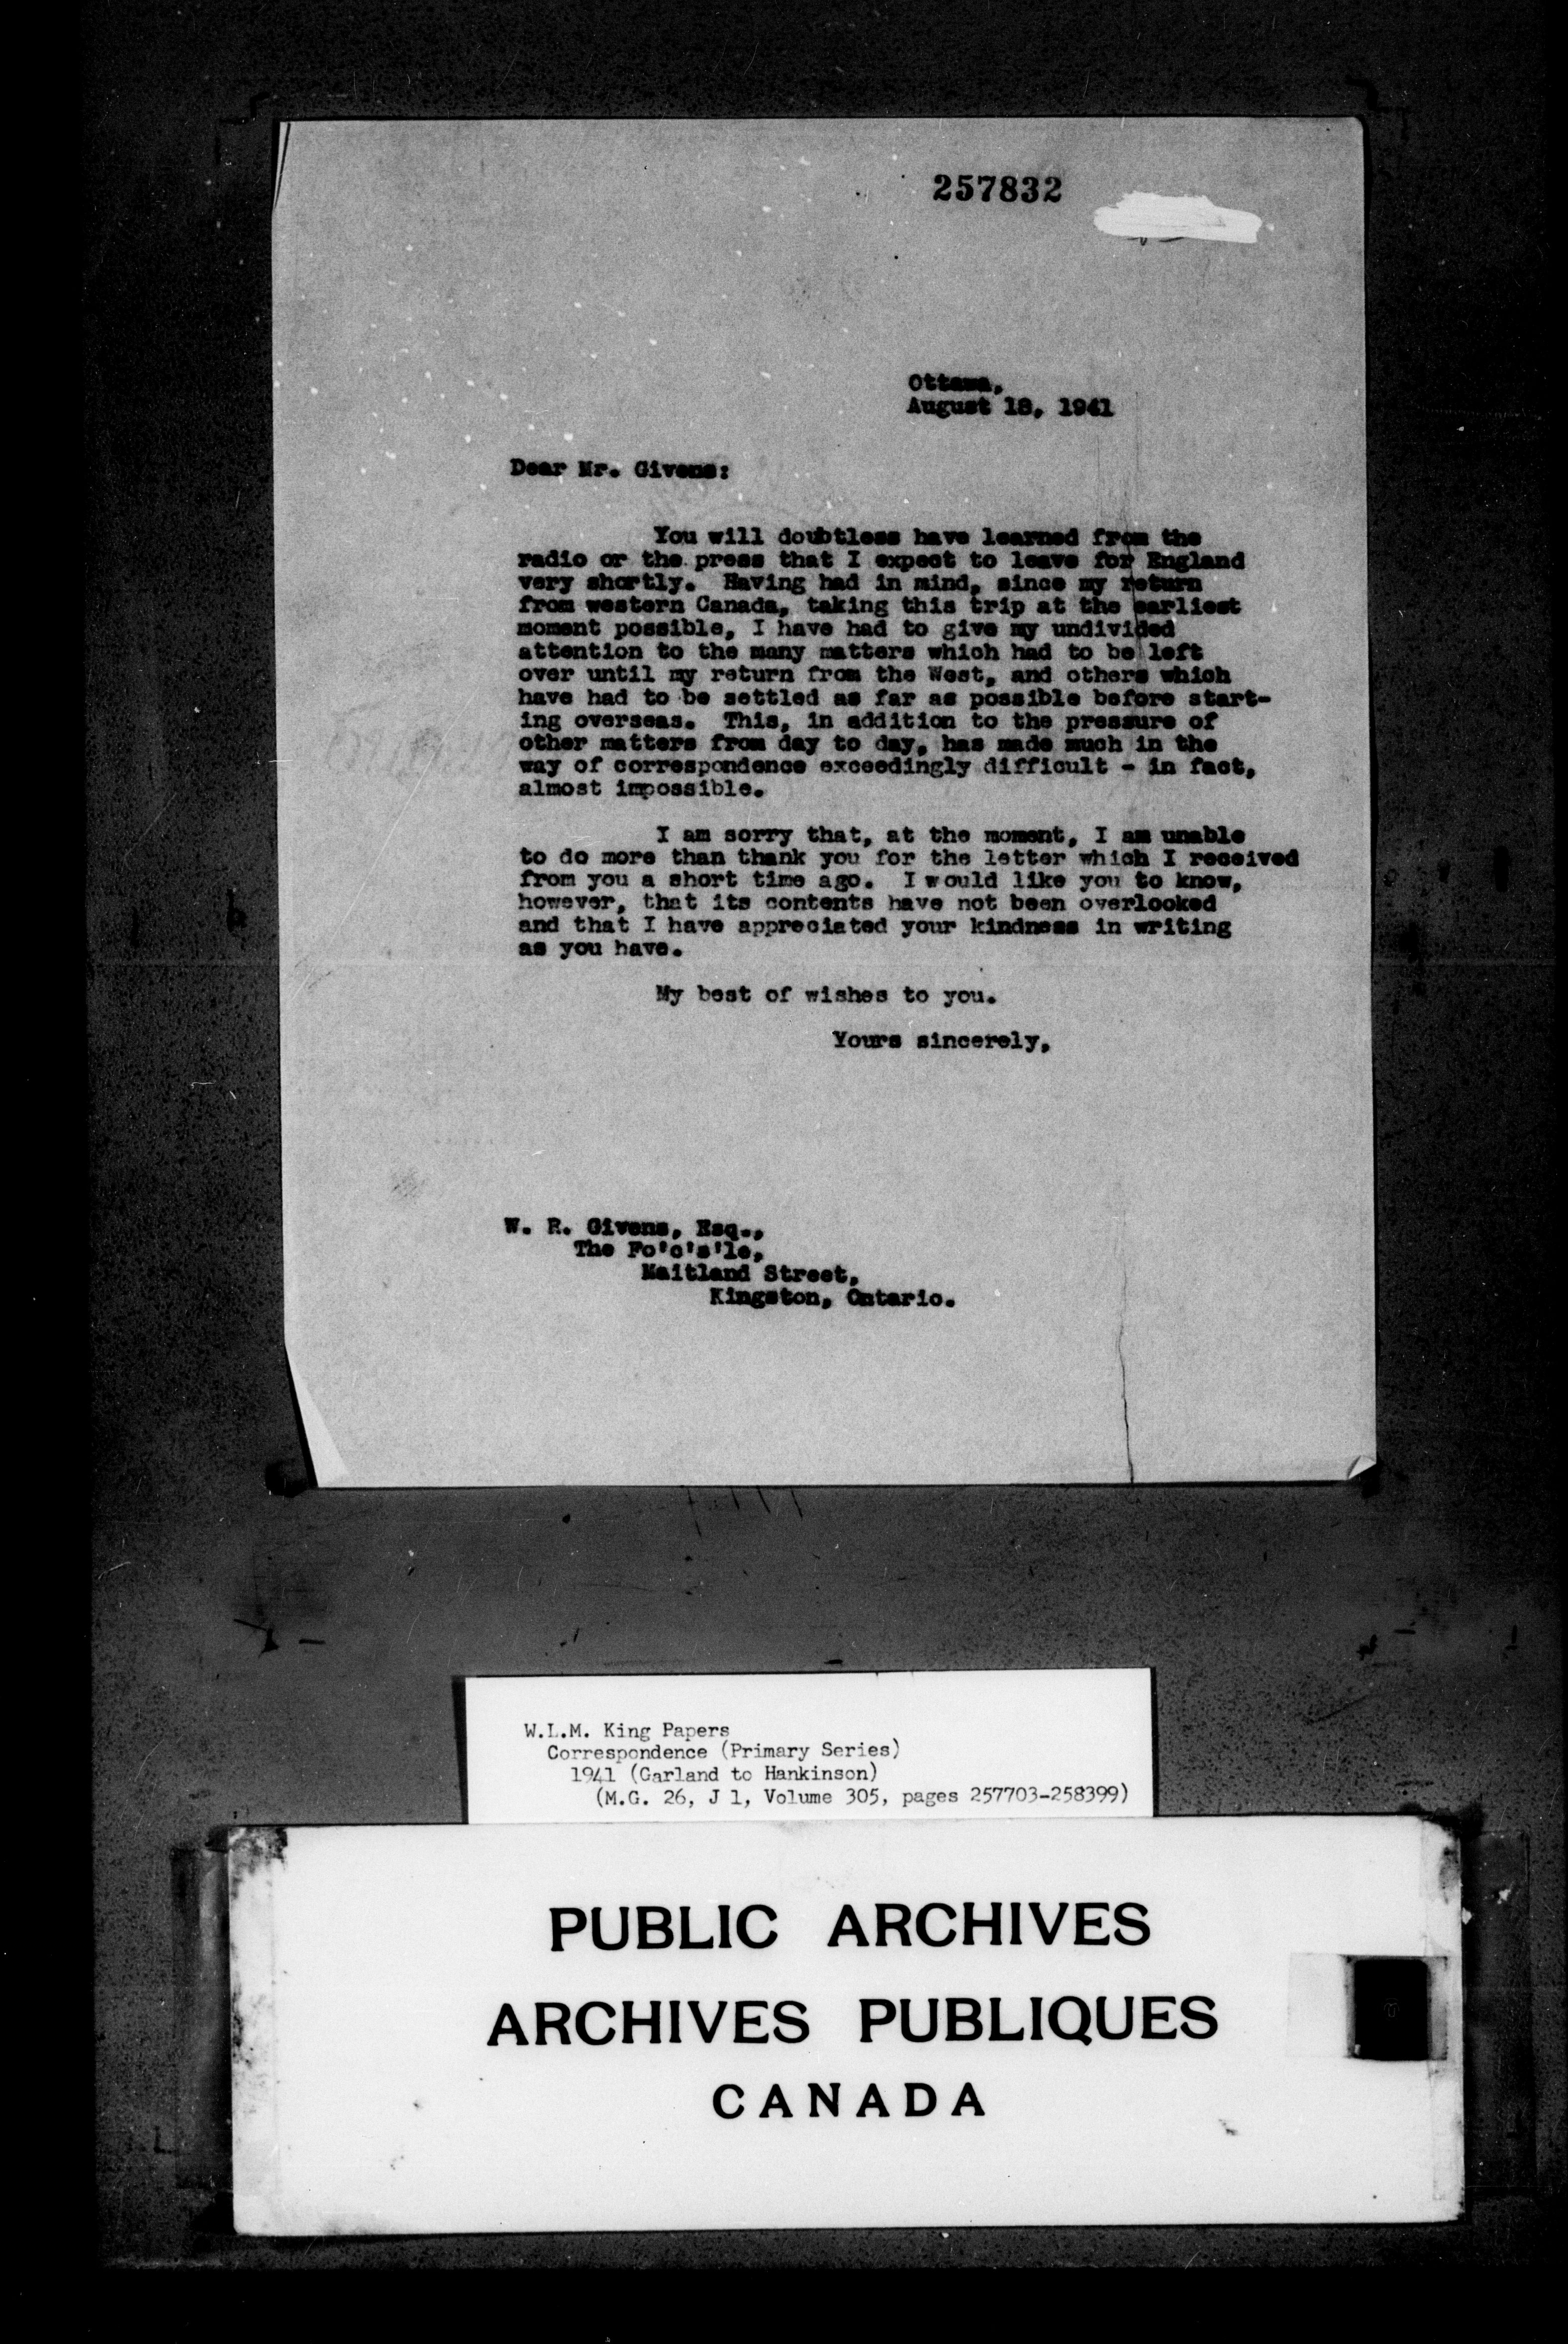 257832
Ottawa,
August 18, 1941
Dear Mr. Givens:
You will doubtless have learned from the
radio or the press that I expect to leave for England
very shortly. Having had in mind, since my return
from western Canada, taking this trip at the earliest
moment possible, I have had to give my undivided
attention to the many matters which had to be left
over until my return from the West, and others which
have had to be settled as far as possible before start-
ing overseas. This, in addition to the pressure of
other matters from day to day, has made much in the
way of correspondence exceedingly difficult - in fact,
almost impossible.
I am sorry that, at the moment, I am unable
to do more than thank you for the letter which I received
from you a short time ago. I would like you to know,
however, that its contents have not been overlooked
and that I have appreciated your kindness in writing
as you have.
My best of wishes to you.
Yours sincerely,
W. R. Givens, Esq.,
The Fo'c's'le,
Maitland Street,
Kingston, Ontario.
W.L.M. King Papers
Correspondence (Primary Series)
1941 (Garland to Hankinson)
(M.G. 26, J 1, Volume 305, pages 257703-258399)
PUBLIC ARCHIVES
ARCHIVES PUBLIQUES
CANADA